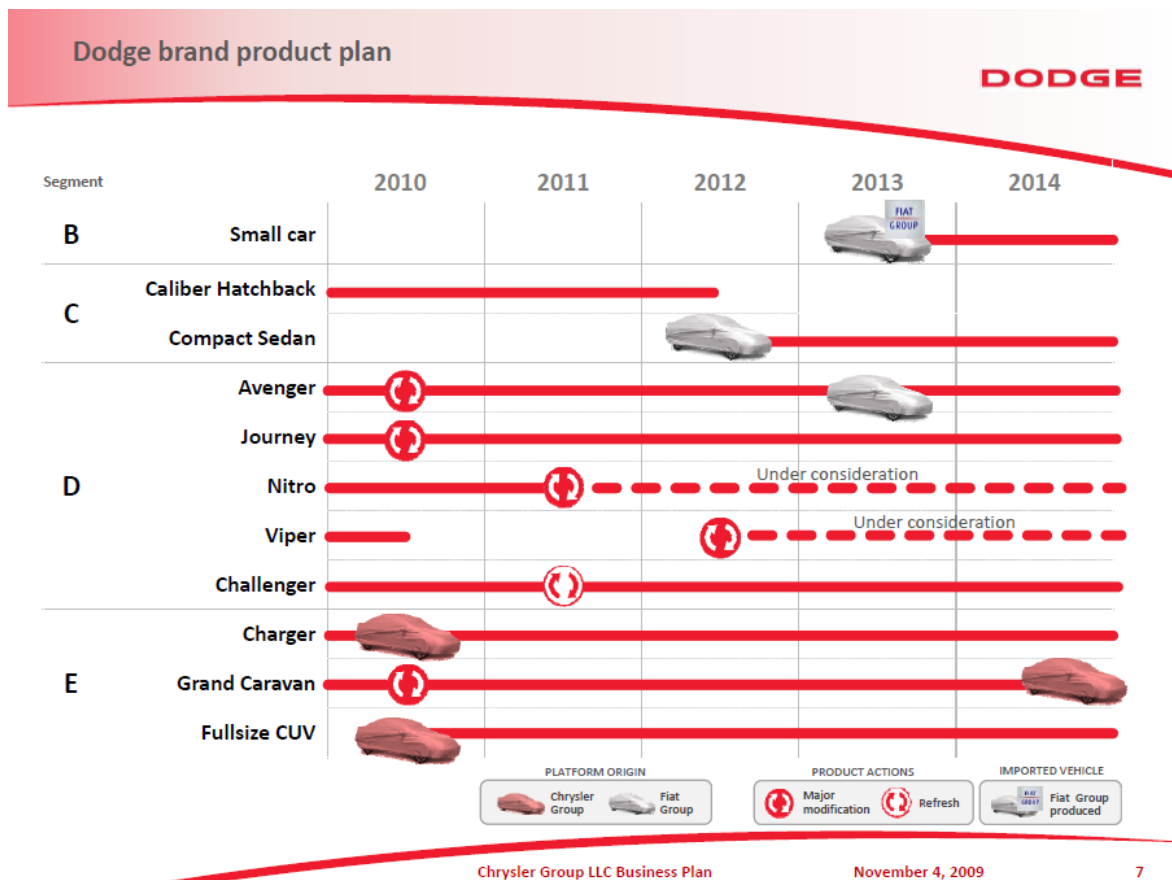 Dodge brand product plan
DODGE
Segment 2010 2011 2012 2013 2014
B Small car
FIAT
GROUP
C Caliber Hatchback
Compact Sedan
D Avenger
Journey
Nitro Under consideration
Viper Under consideration
Challenger
E Charger
Grand Caravan
Fullsize CUV
PLATFORM ORIGIN
Chrysler
Group
Fiat
Group
PRODUCT ACTIONS
Major
modification
Refresh
IMPORTED VEHICLE
FIAT
GROUP
Fiat Group
produced
Chrysler Group LLC Business Plan November 4, 2009 7